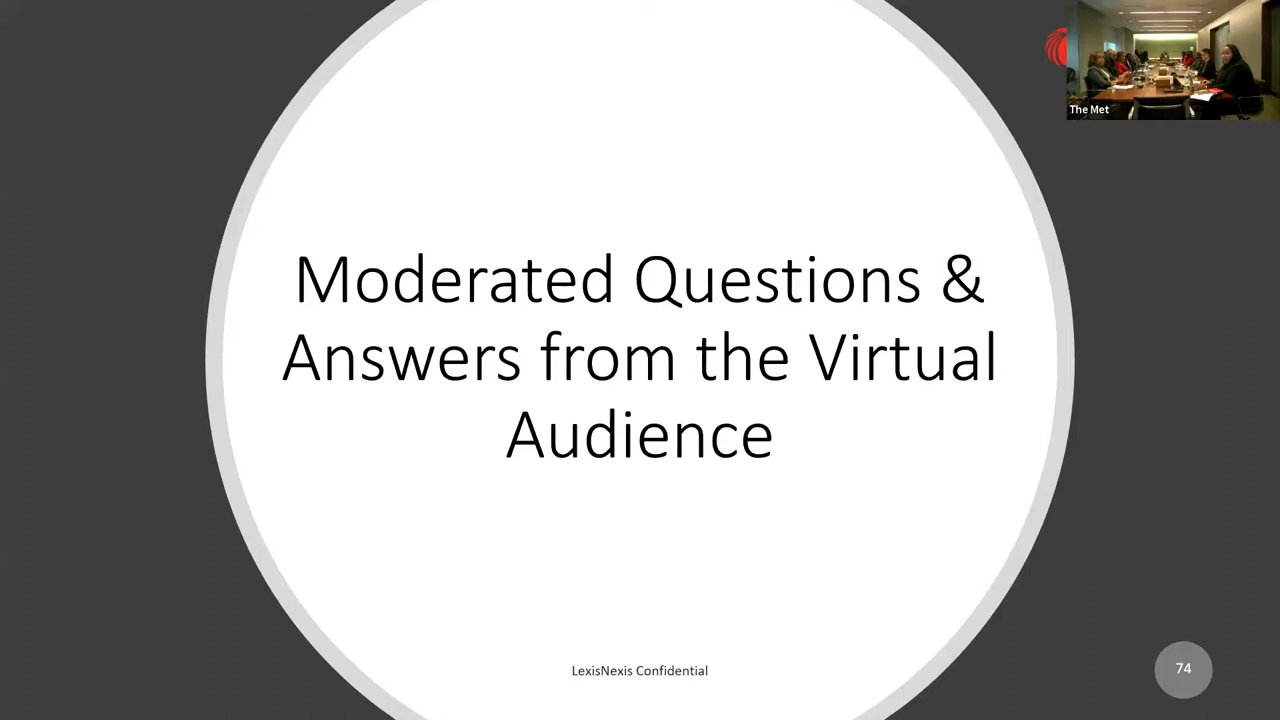 The Met
Moderated Questions &
Answers from the Virtual
Audience
LexisNexis Confidential
74